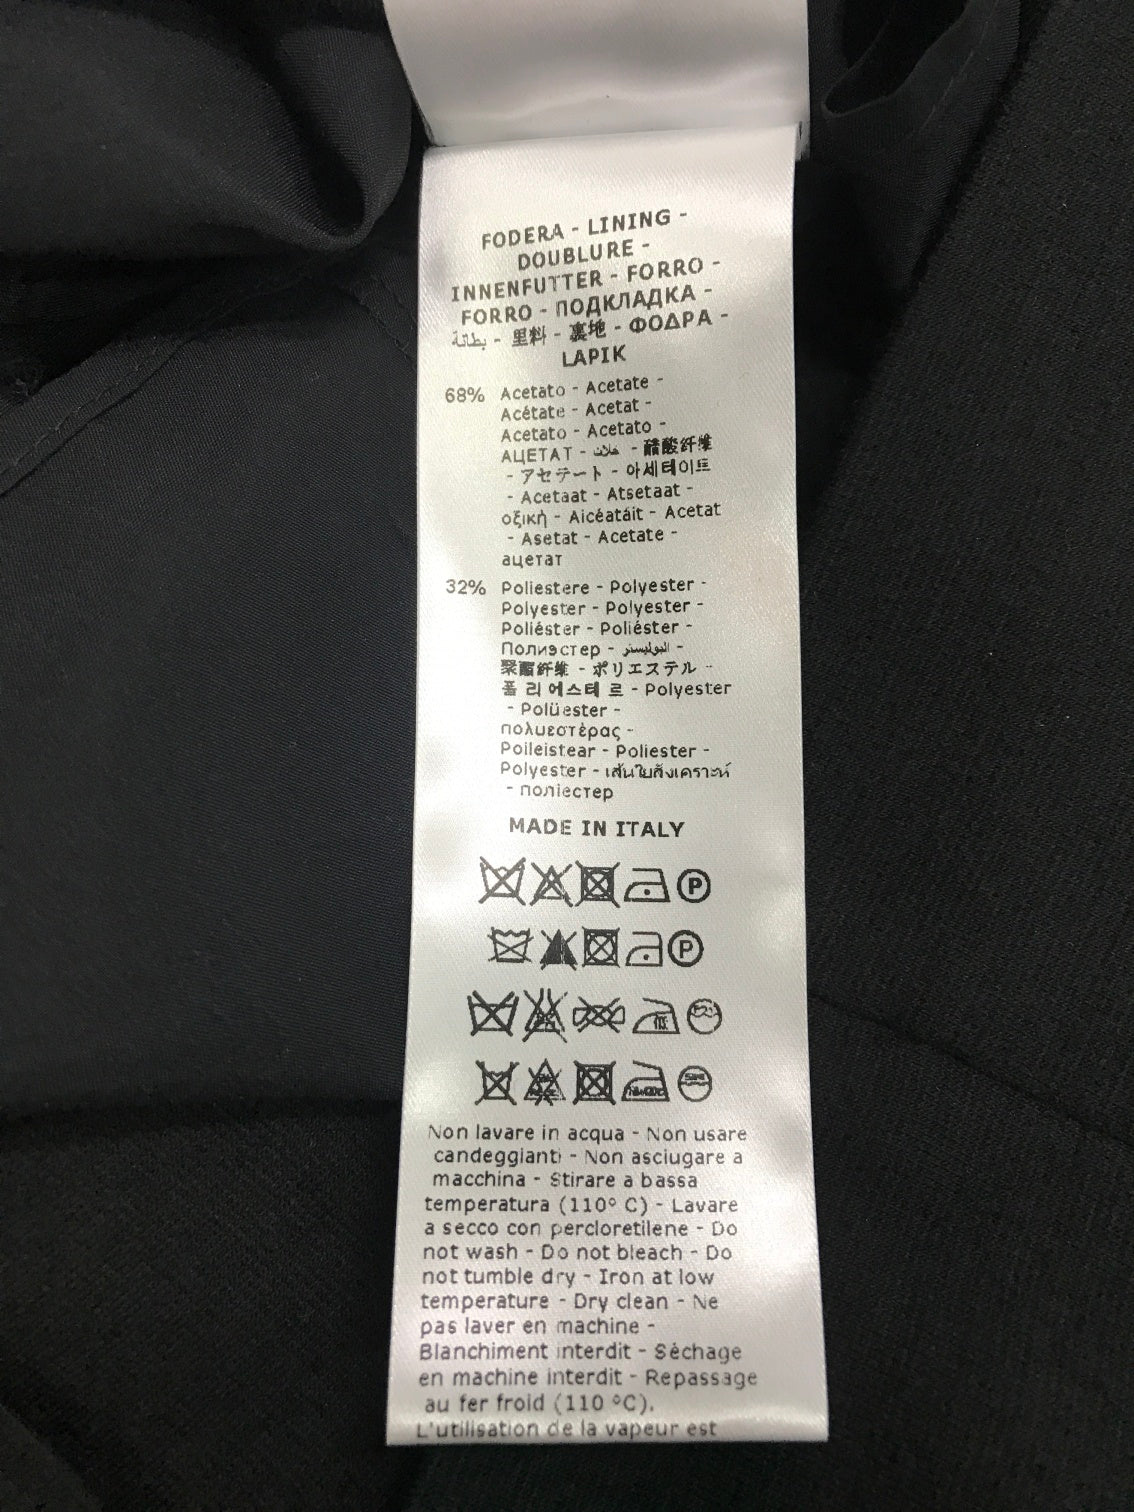 FODERA - LINING -
DOUBLURE -
INNENFUTTER - FORRO -
FORRO - ПОДКЛАДКА -
بطانة - 里料 - 裏地 - ΦΟΔΡΑ -
LAPIK
68% Acetato - Acetate -
Acétate - Acetat -
Acetato - Acetato -
АЦЕТАТ - خلات - 醋酸纤维
- アセテート - 아세테이트
- Acetaat - Atsetaat -
οξική - Aicéatáit - Acetat
- Asetat - Acetate -
ацетат
32% Poliestere - Polyester -
Polyester - Polyester -
Poliéster - Poliéster -
Полиэстер - البوليستر -
聚酯纤维 - ポリエステル -
폴리에스테르 - Polyester
- Polüester -
πολυεστέρας -
Poileistear - Poliester -
Polyester - เส้นใยสังเคราะห์
- поліестер
MADE IN ITALY
P
P
低
Non lavare in acqua - Non usare
candeggianti - Non asciugare a
macchina - Stirare a bassa
temperatura (110° C) - Lavare
a secco con percloretilene - Do
not wash - Do not bleach - Do
not tumble dry - Iron at low
temperature - Dry clean - Ne
pas laver en machine -
Blanchiment interdit - Sèchage
en machine interdit - Repassage
au fer froid (110 °C).
L'utilisation de la vapeur est